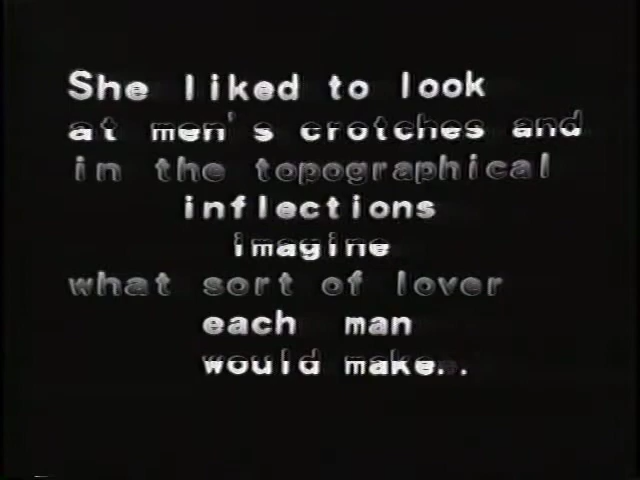 She liked to look
at men's crotches and
in the topographical
inflections
imagine
what sort of lover
each man
would make..